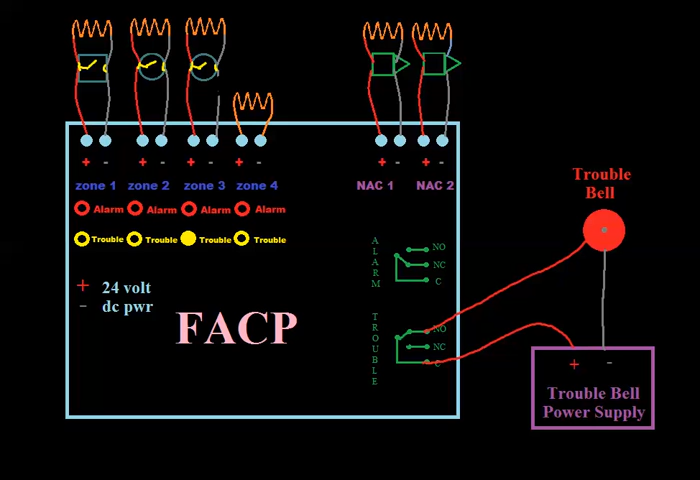 + - + - + - + - + - + -
zone 1 zone 2 zone 3 zone 4 NAC 1 NAC 2
Alarm Alarm Alarm Alarm
Trouble Trouble Trouble Trouble
+ 24 volt
- dc pwr
FACP
ALARM
NO
NC
C
TROUBLE
NO
NC
C
Trouble
Bell
+ -
Trouble Bell
Power Supply